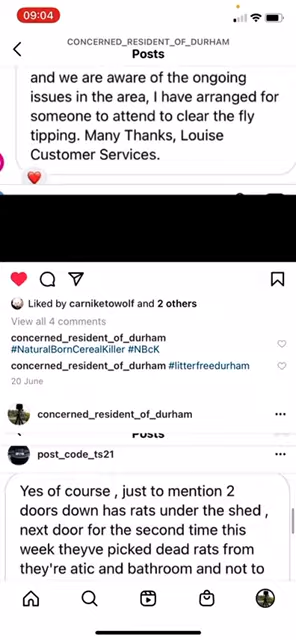 09:04
CONCERNED_RESIDENT_OF_DURHAM
Posts
and we are aware of the ongoing
issues in the area, I have arranged for
someone to attend to clear the fly
tipping. Many Thanks, Louise
Customer Services.
Liked by carniketowolf and 2 others
View all 4 comments
concerned_resident_of_durham
#NaturalBornCerealKiller #NBcK
concerned_resident_of_durham #litterfreedurham
20 June
concerned_resident_of_durham
Posts
post_code_ts21
Yes of course , just to mention 2
doors down has rats under the shed ,
next door for the second time this
week theyve picked dead rats from
they're atic and bathroom and not to